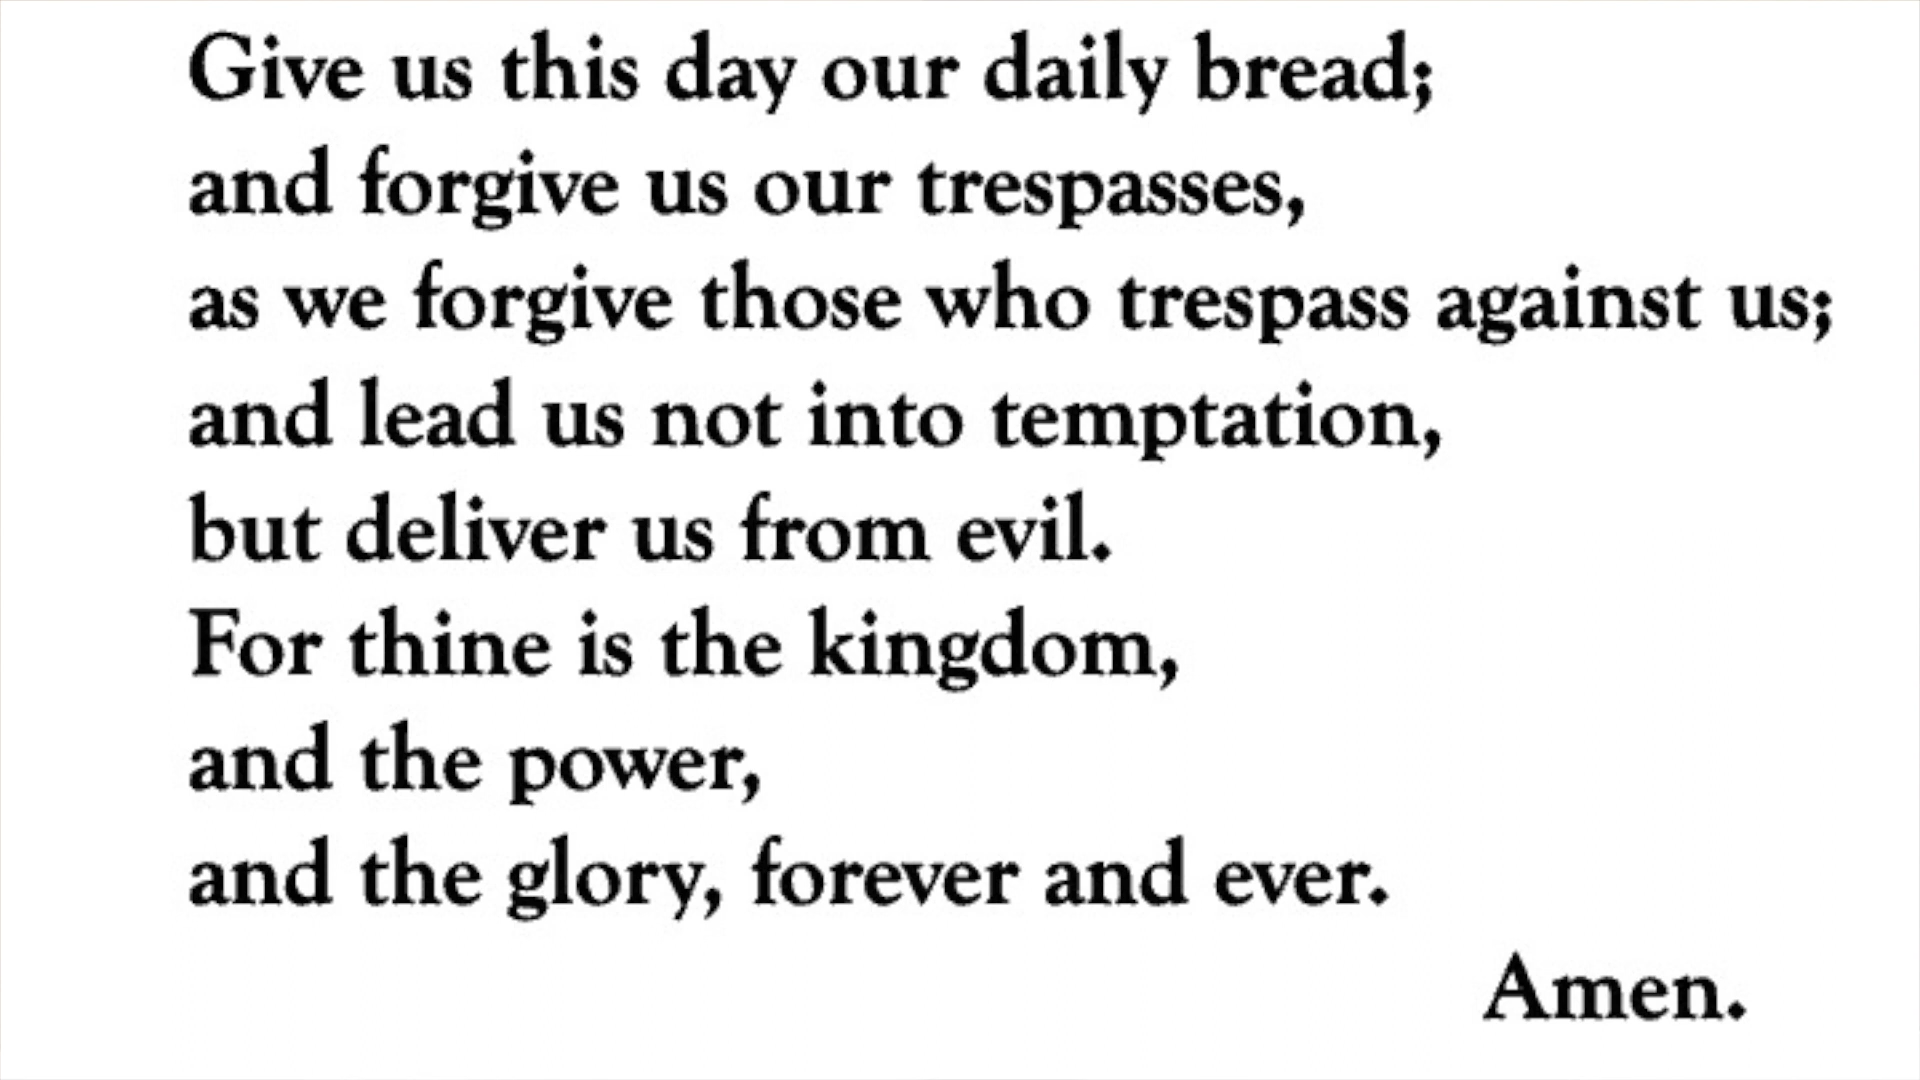 Give us this day our daily bread;
and forgive us our trespasses,
as we forgive those who trespass against us;
and lead us not into temptation,
but deliver us from evil.
For thine is the kingdom,
and the power,
and the glory, forever and ever.
Amen.